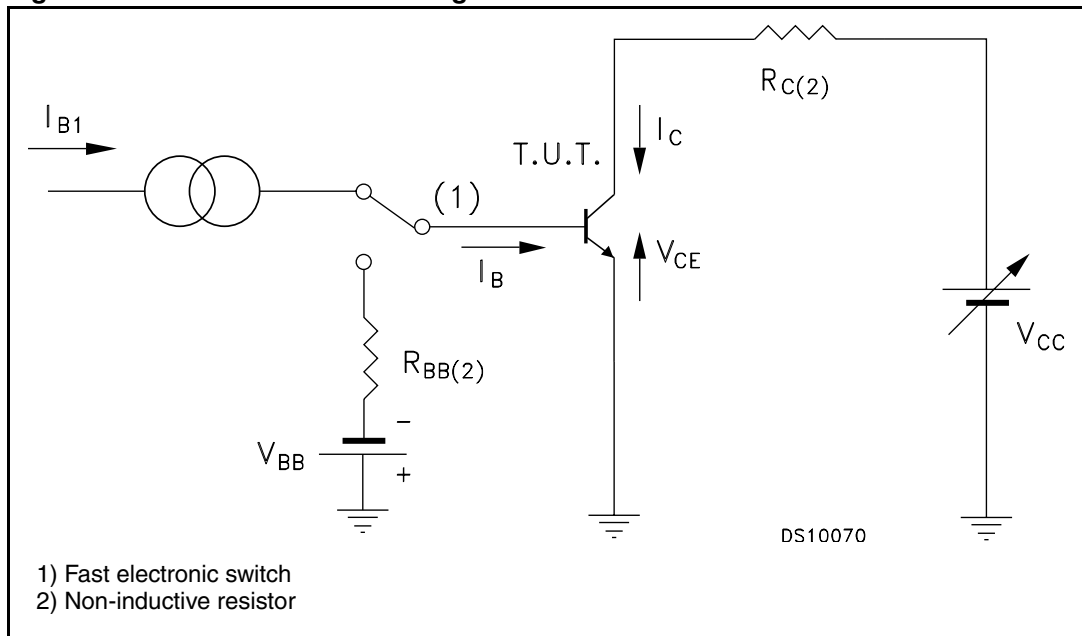 I_B1
R_C(2)
I_C
T.U.T.
(1)
V_CE
I_B
R_BB(2)
V_CC
-
V_BB
+
DS10070
1) Fast electronic switch
2) Non-inductive resistor